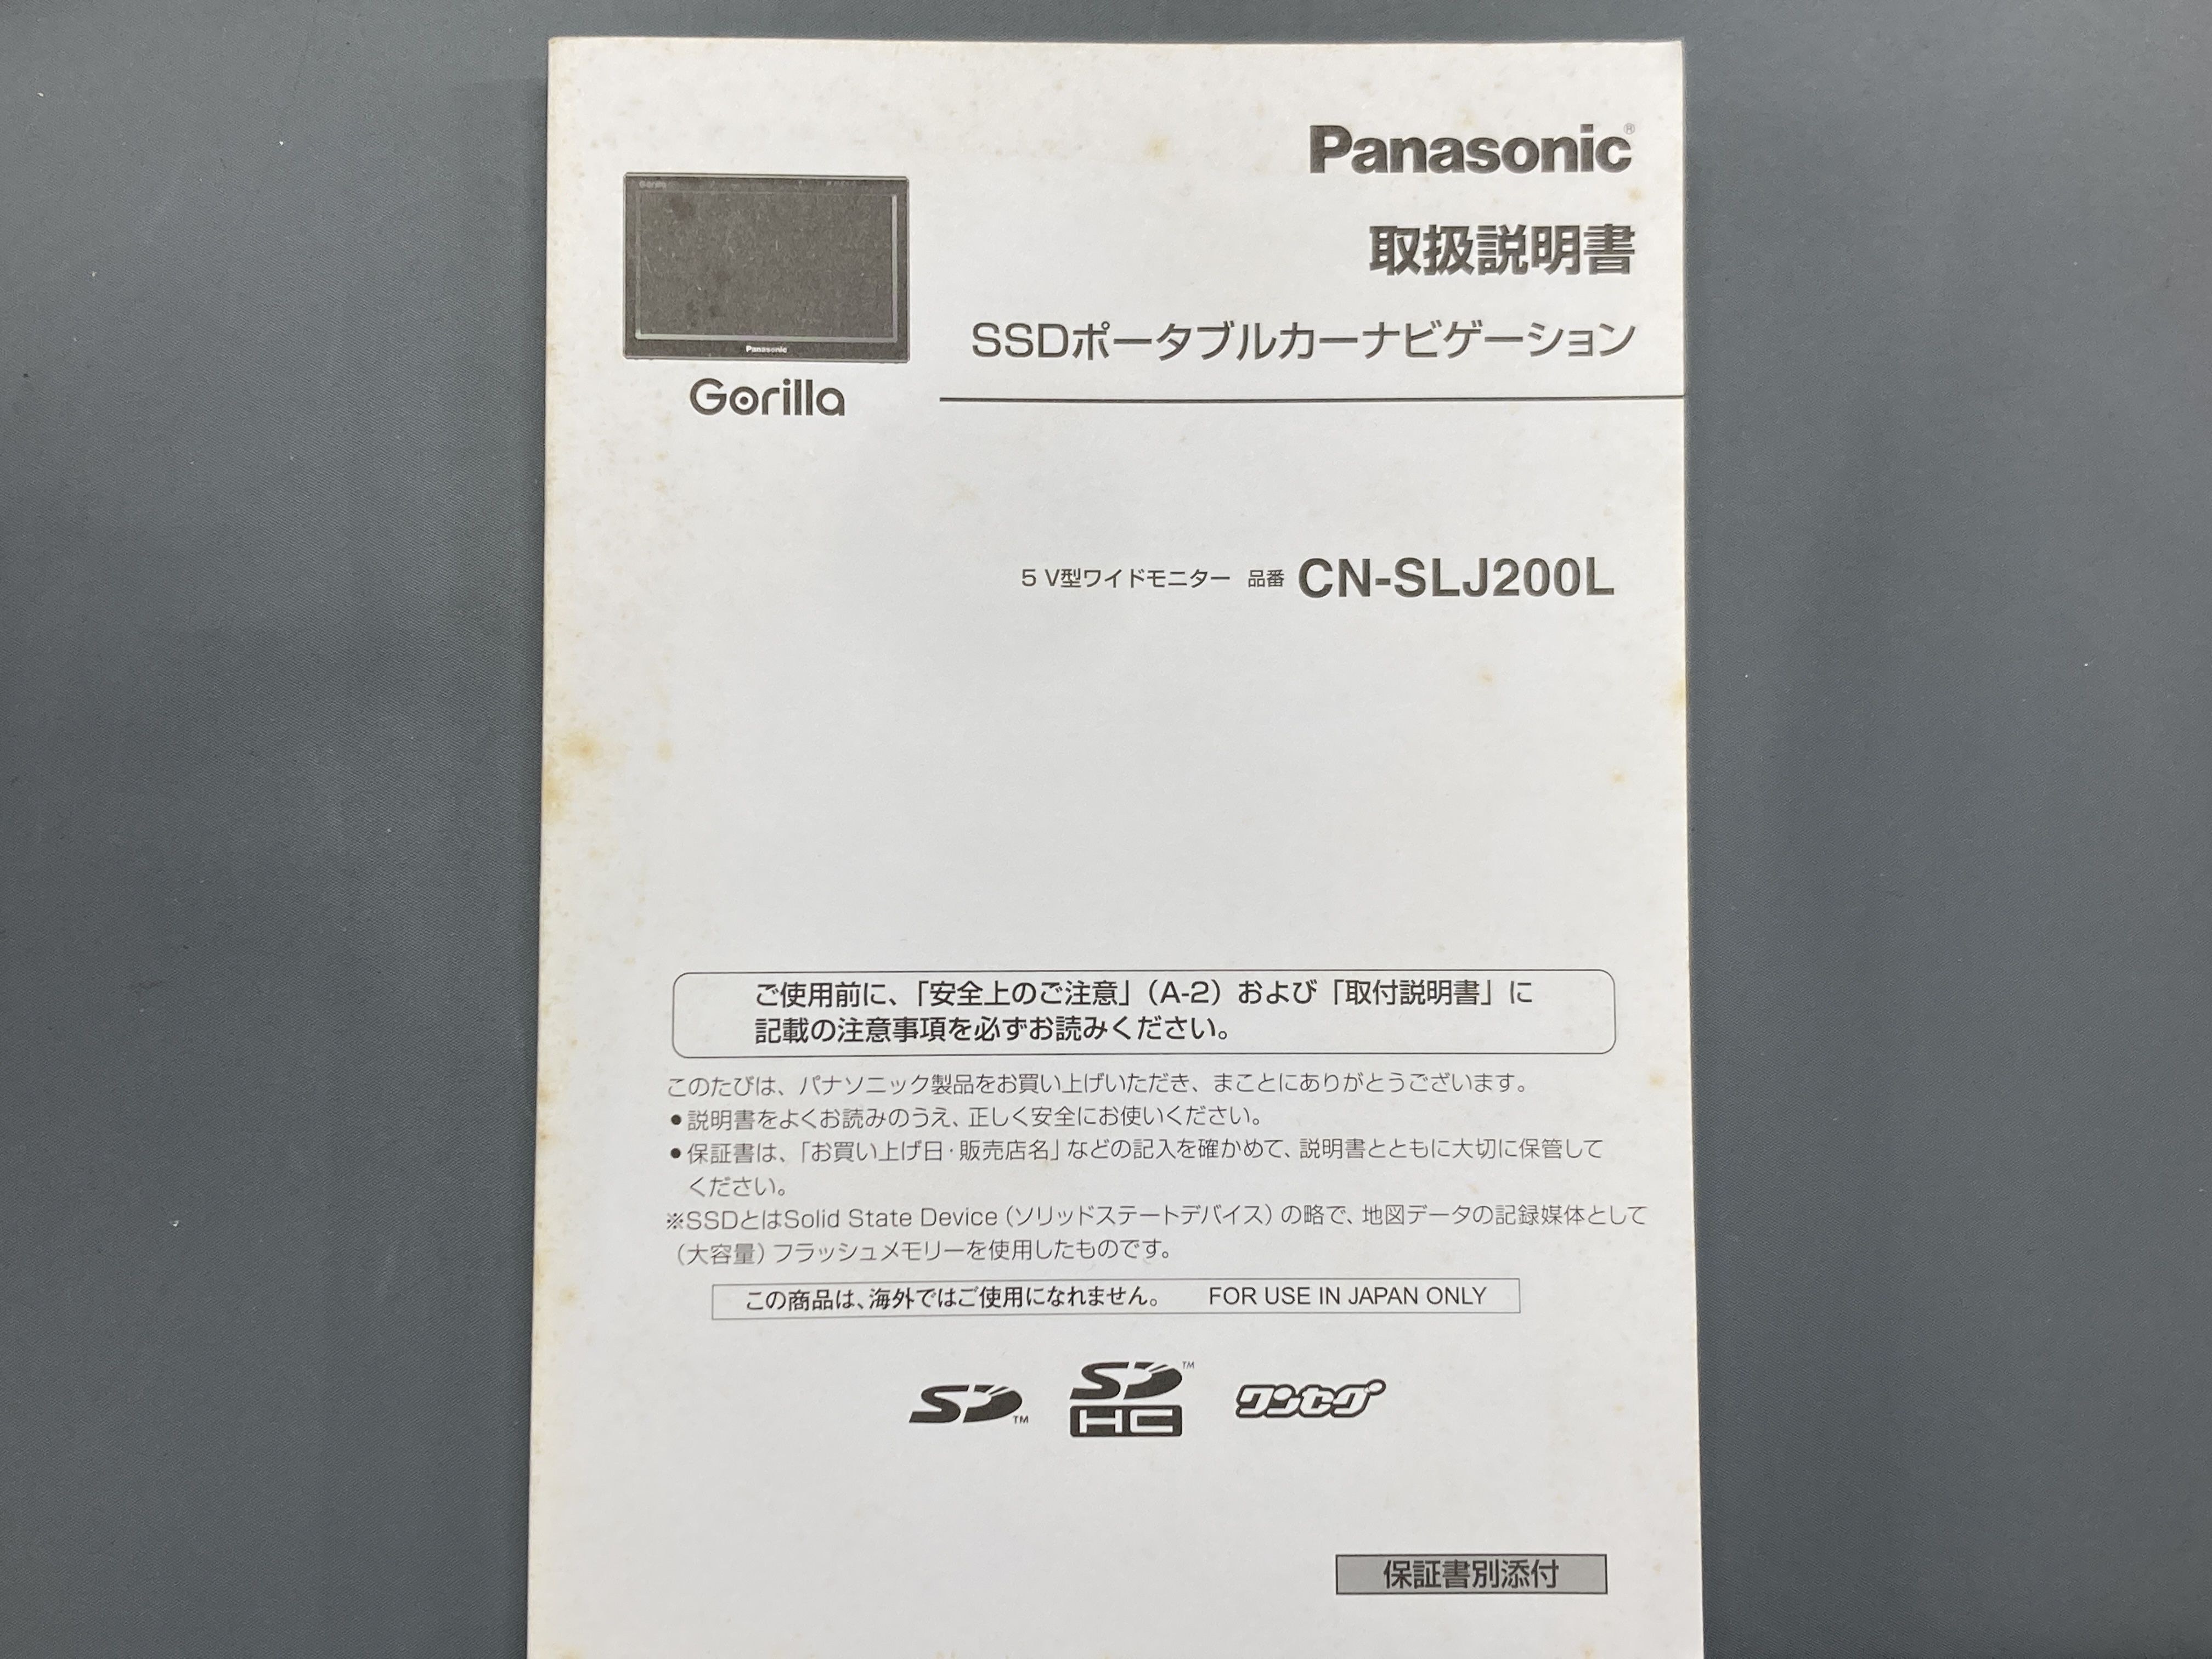 Panasonic®
取扱説明書
SSDポータブルカーナビゲーション
Gorilla
Panasonic
Gorilla
5 V型ワイドモニター 品番 CN-SLJ200L
ご使用前に、「安全上のご注意」(A-2) および「取付説明書」に
記載の注意事項を必ずお読みください。
このたびは、パナソニック製品をお買い上げいただき、まことにありがとうございます。
●説明書をよくお読みのうえ、正しく安全にお使いください。
●保証書は、「お買い上げ日・販売店名」などの記入を確かめて、説明書とともに大切に保管して
ください。
※SSDとはSolid State Device (ソリッドステートデバイス) の略で、地図データの記録媒体として
(大容量) フラッシュメモリーを使用したものです。
この商品は、海外ではご使用になれません。 FOR USE IN JAPAN ONLY
SD™ SDHC™ ワンセグ
保証書別添付